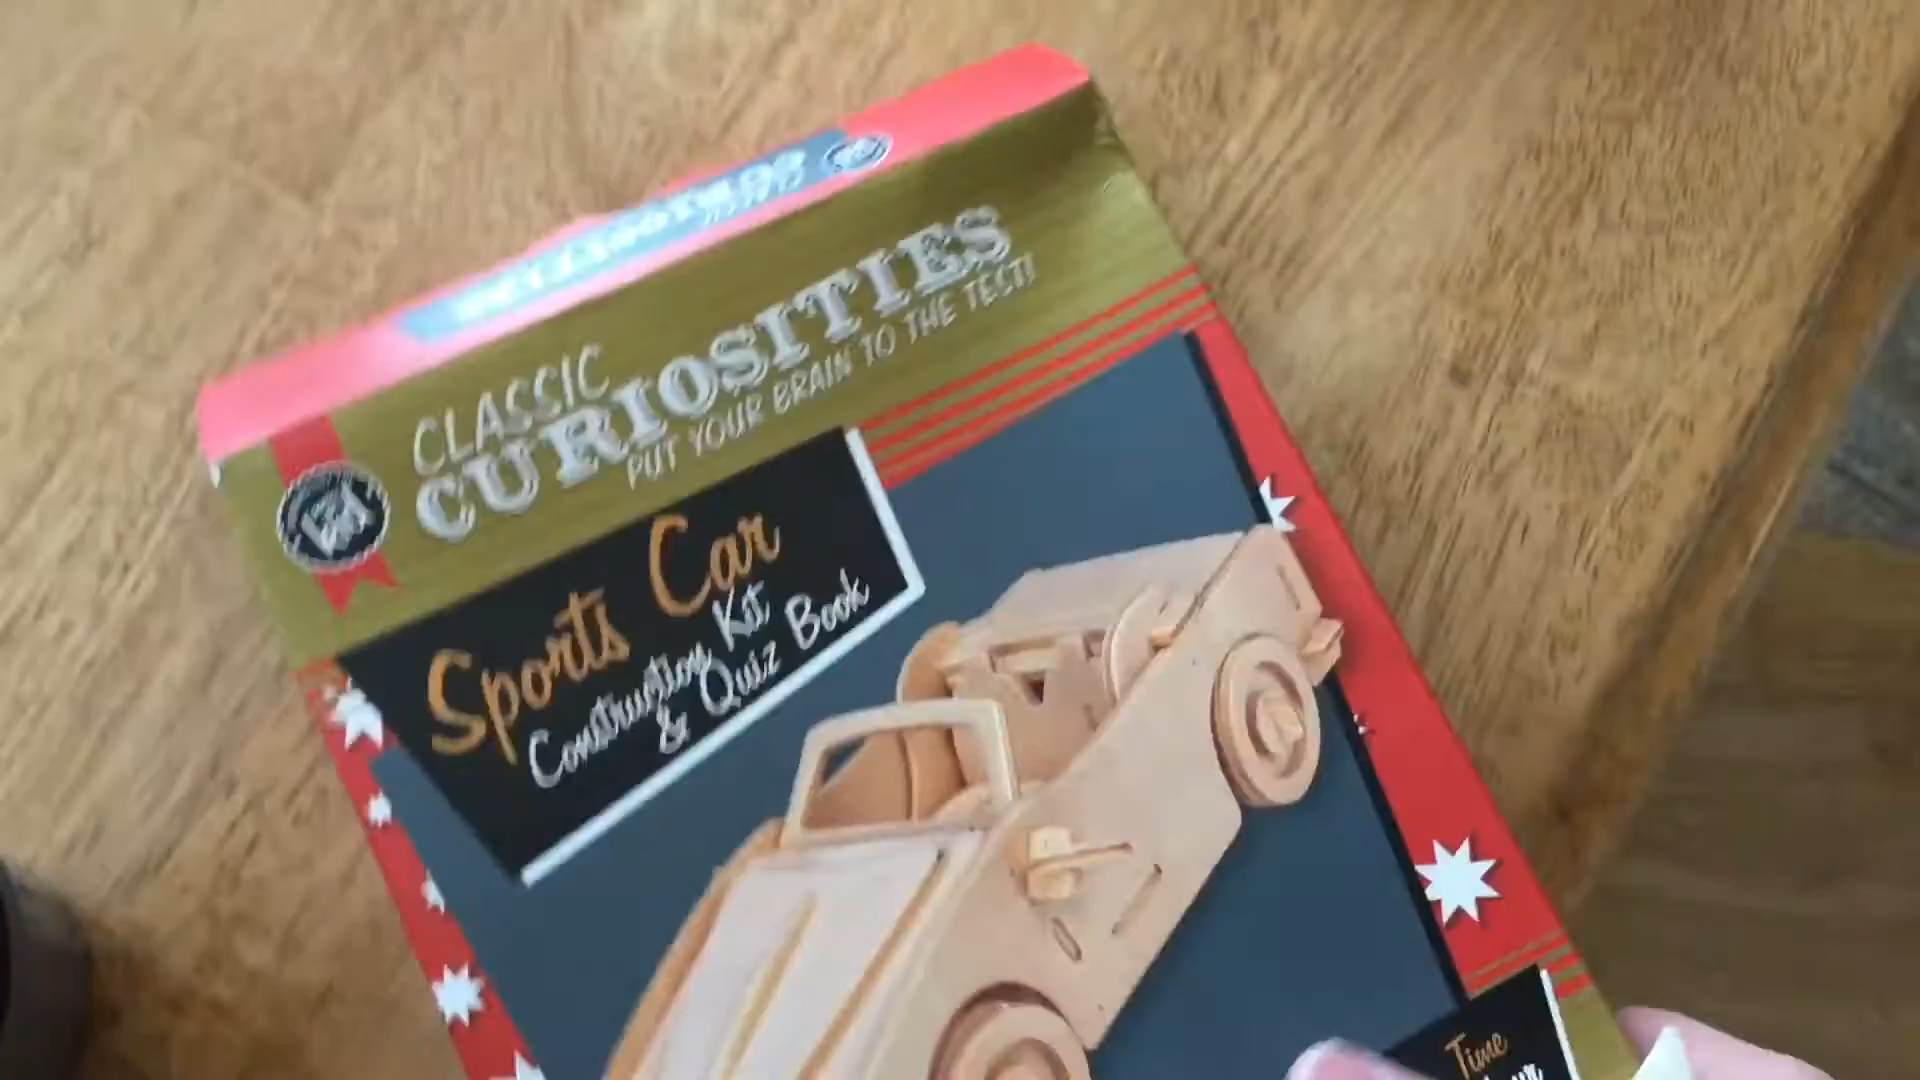 CLASSIC
CURIOSITIES
PUT YOUR BRAIN TO THE TEST!
Sports Car
Construction Kit
& Quiz Book
Time